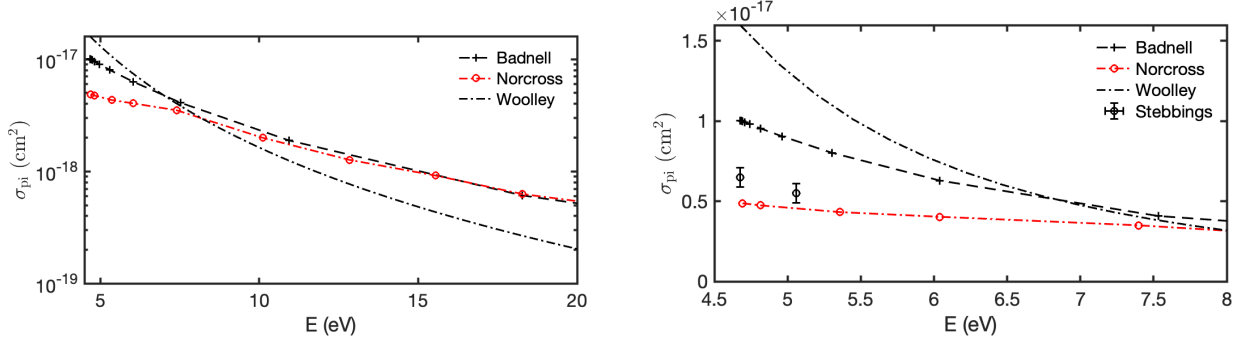 10⁻¹⁷
10⁻¹⁸
10⁻¹⁹
σpi (cm²)
5
10
15
20
E (eV)
Badnell
Norcross
Woolley
×10⁻¹⁷
1.5
1
0.5
0
σpi (cm²)
4.5
5
5.5
6
6.5
7
7.5
8
E (eV)
Badnell
Norcross
Woolley
Stebbings